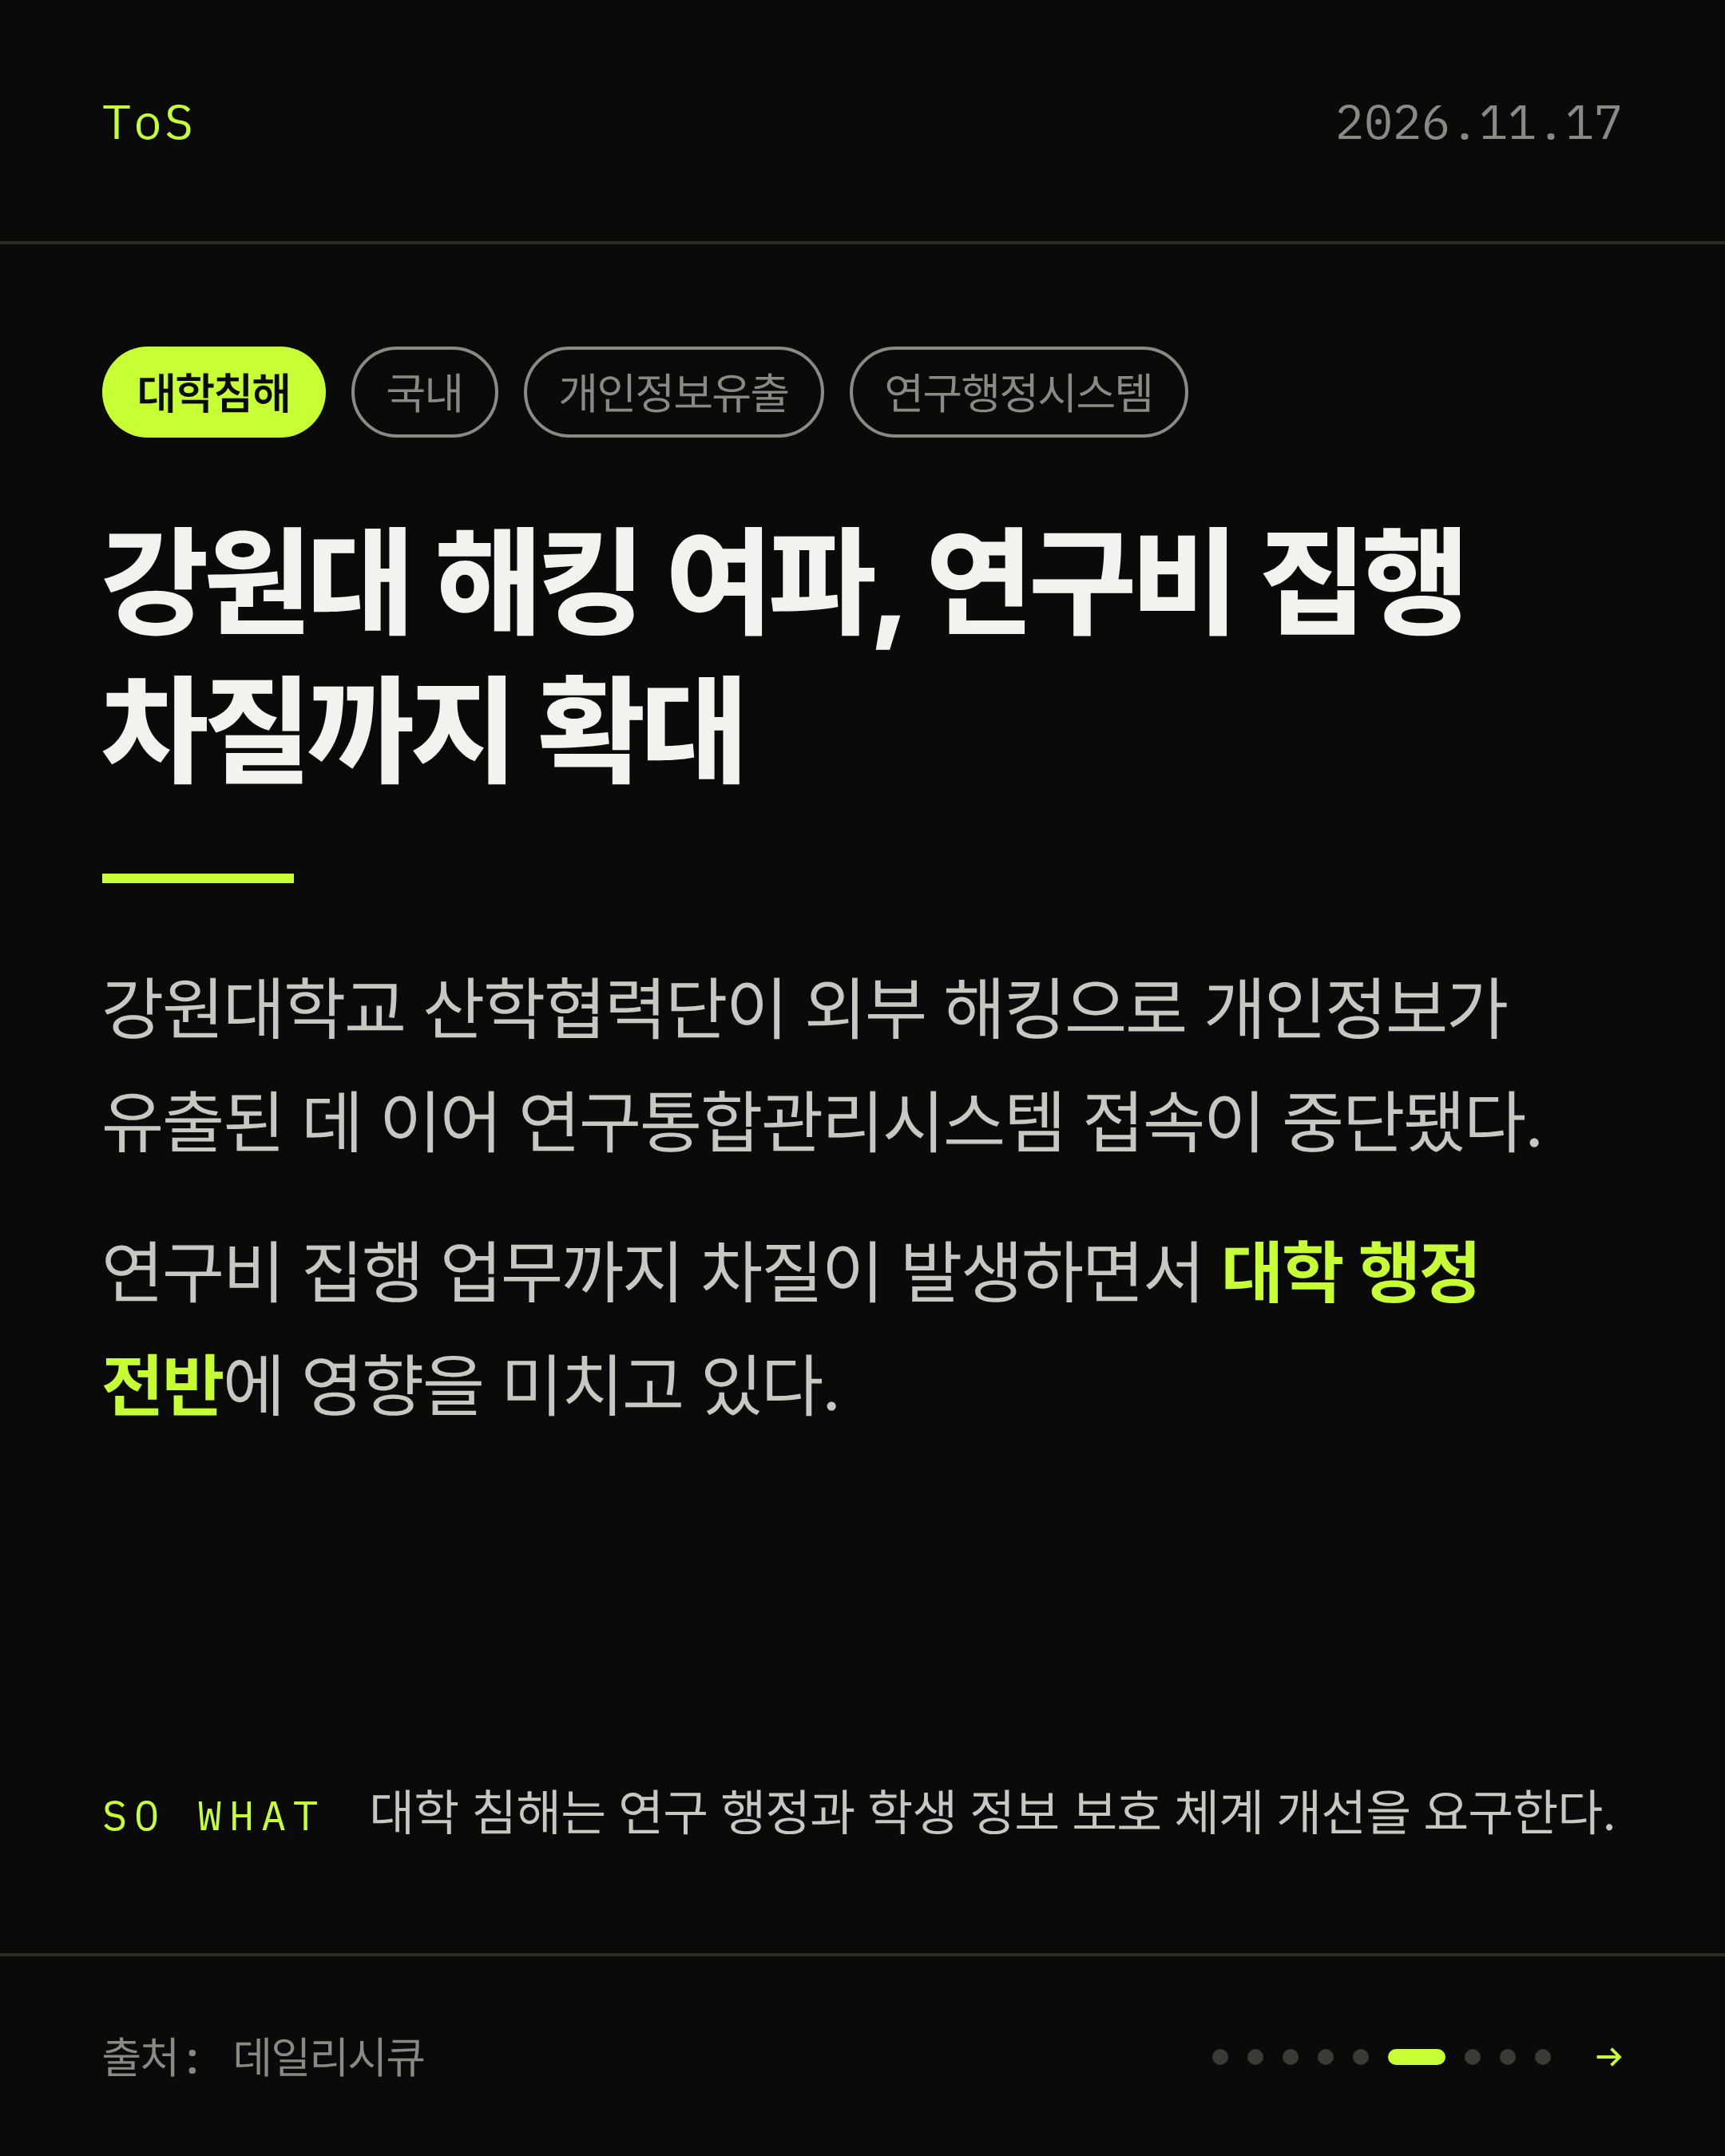 ToS
2026.11.17
대학침해
국내
개인정보유출
연구행정시스템
강원대 해킹 여파, 연구비 집행
차질까지 확대
강원대학교 산학협력단이 외부 해킹으로 개인정보가
유출된 데 이어 연구통합관리시스템 접속이 중단됐다.
연구비 집행 업무까지 차질이 발생하면서 대학 행정
전반에 영향을 미치고 있다.
SO WHAT 대학 침해는 연구 행정과 학생 정보 보호 체계 개선을 요구한다.
출처: 데일리시큐
→